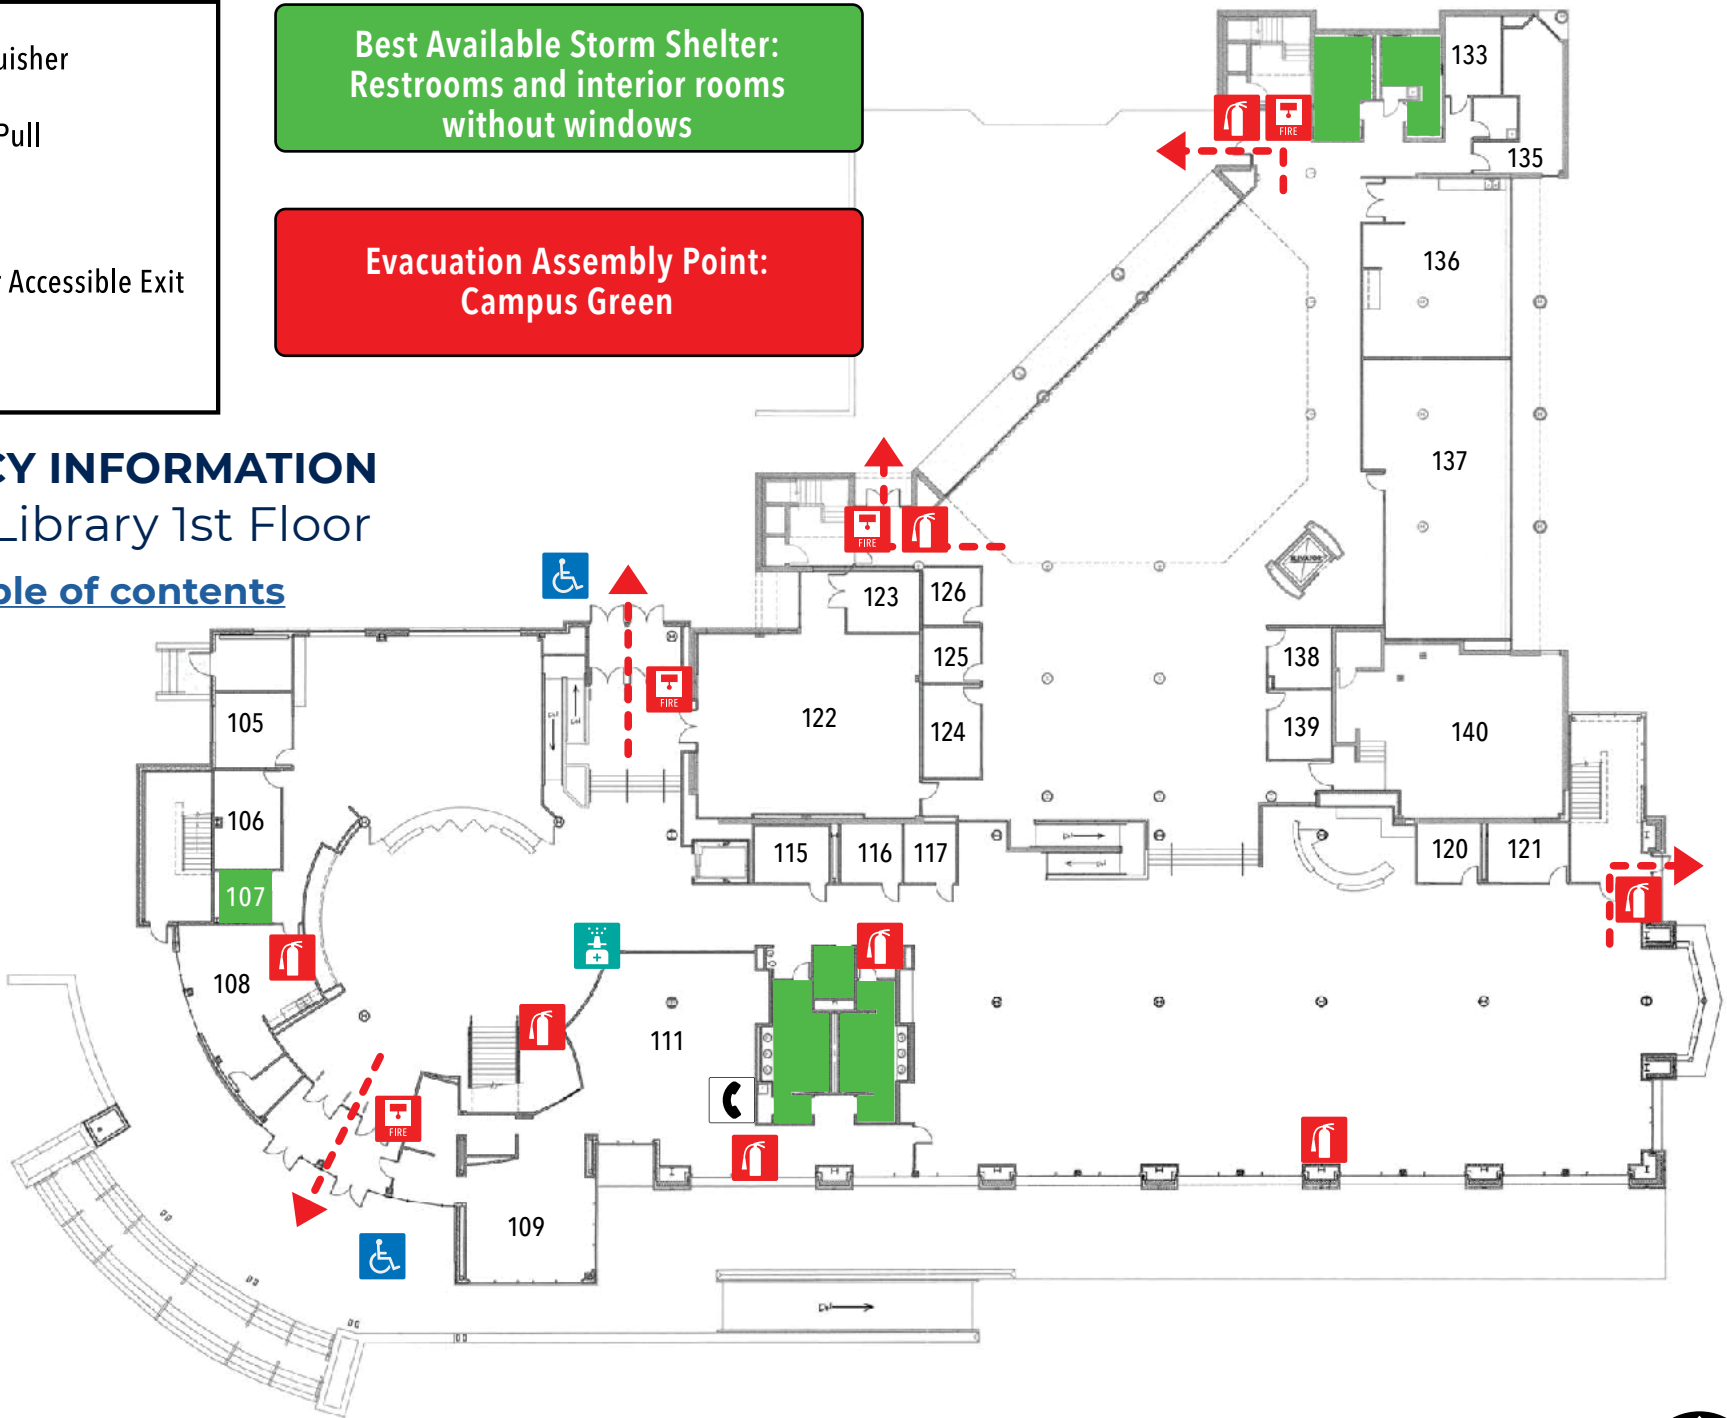 uisher
Pull
r Accessible Exit
Best Available Storm Shelter:
Restrooms and interior rooms
without windows
Evacuation Assembly Point:
Campus Green
CY INFORMATION
Library 1st Floor
ble of contents
133
FIRE
135
136
137
FIRE
123
126
125
138
105
FIRE
122
124
139
140
106
115
116
117
120
121
107
108
111
FIRE
109